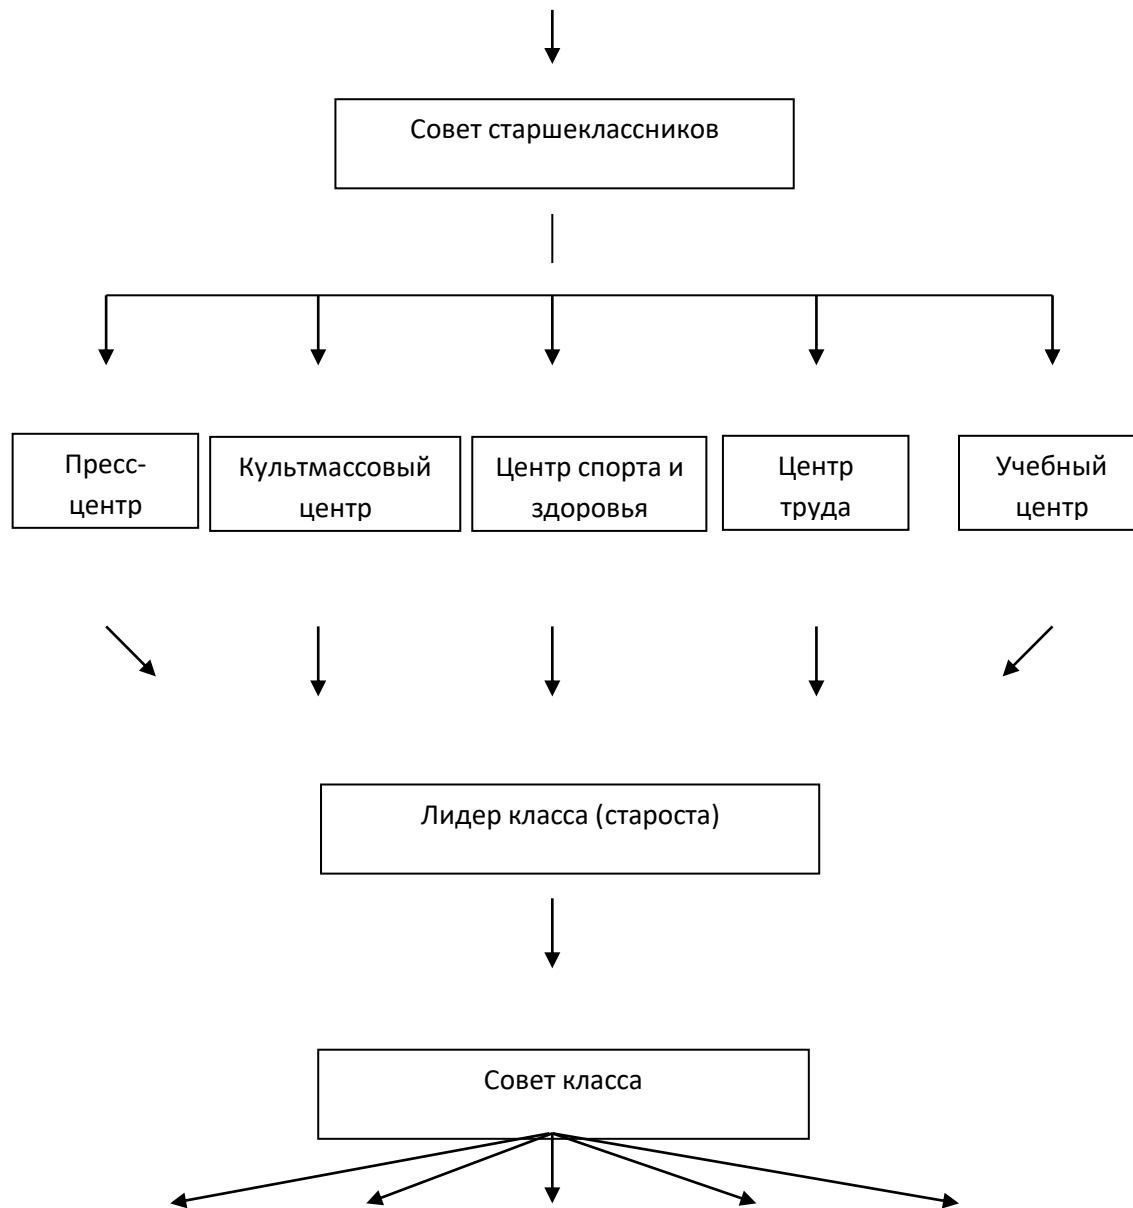 Совет старшеклассников
Пресс-
центр
Культмассовый
центр
Центр спорта и
здоровья
Центр
труда
Учебный
центр
Лидер класса (староста)
Совет класса